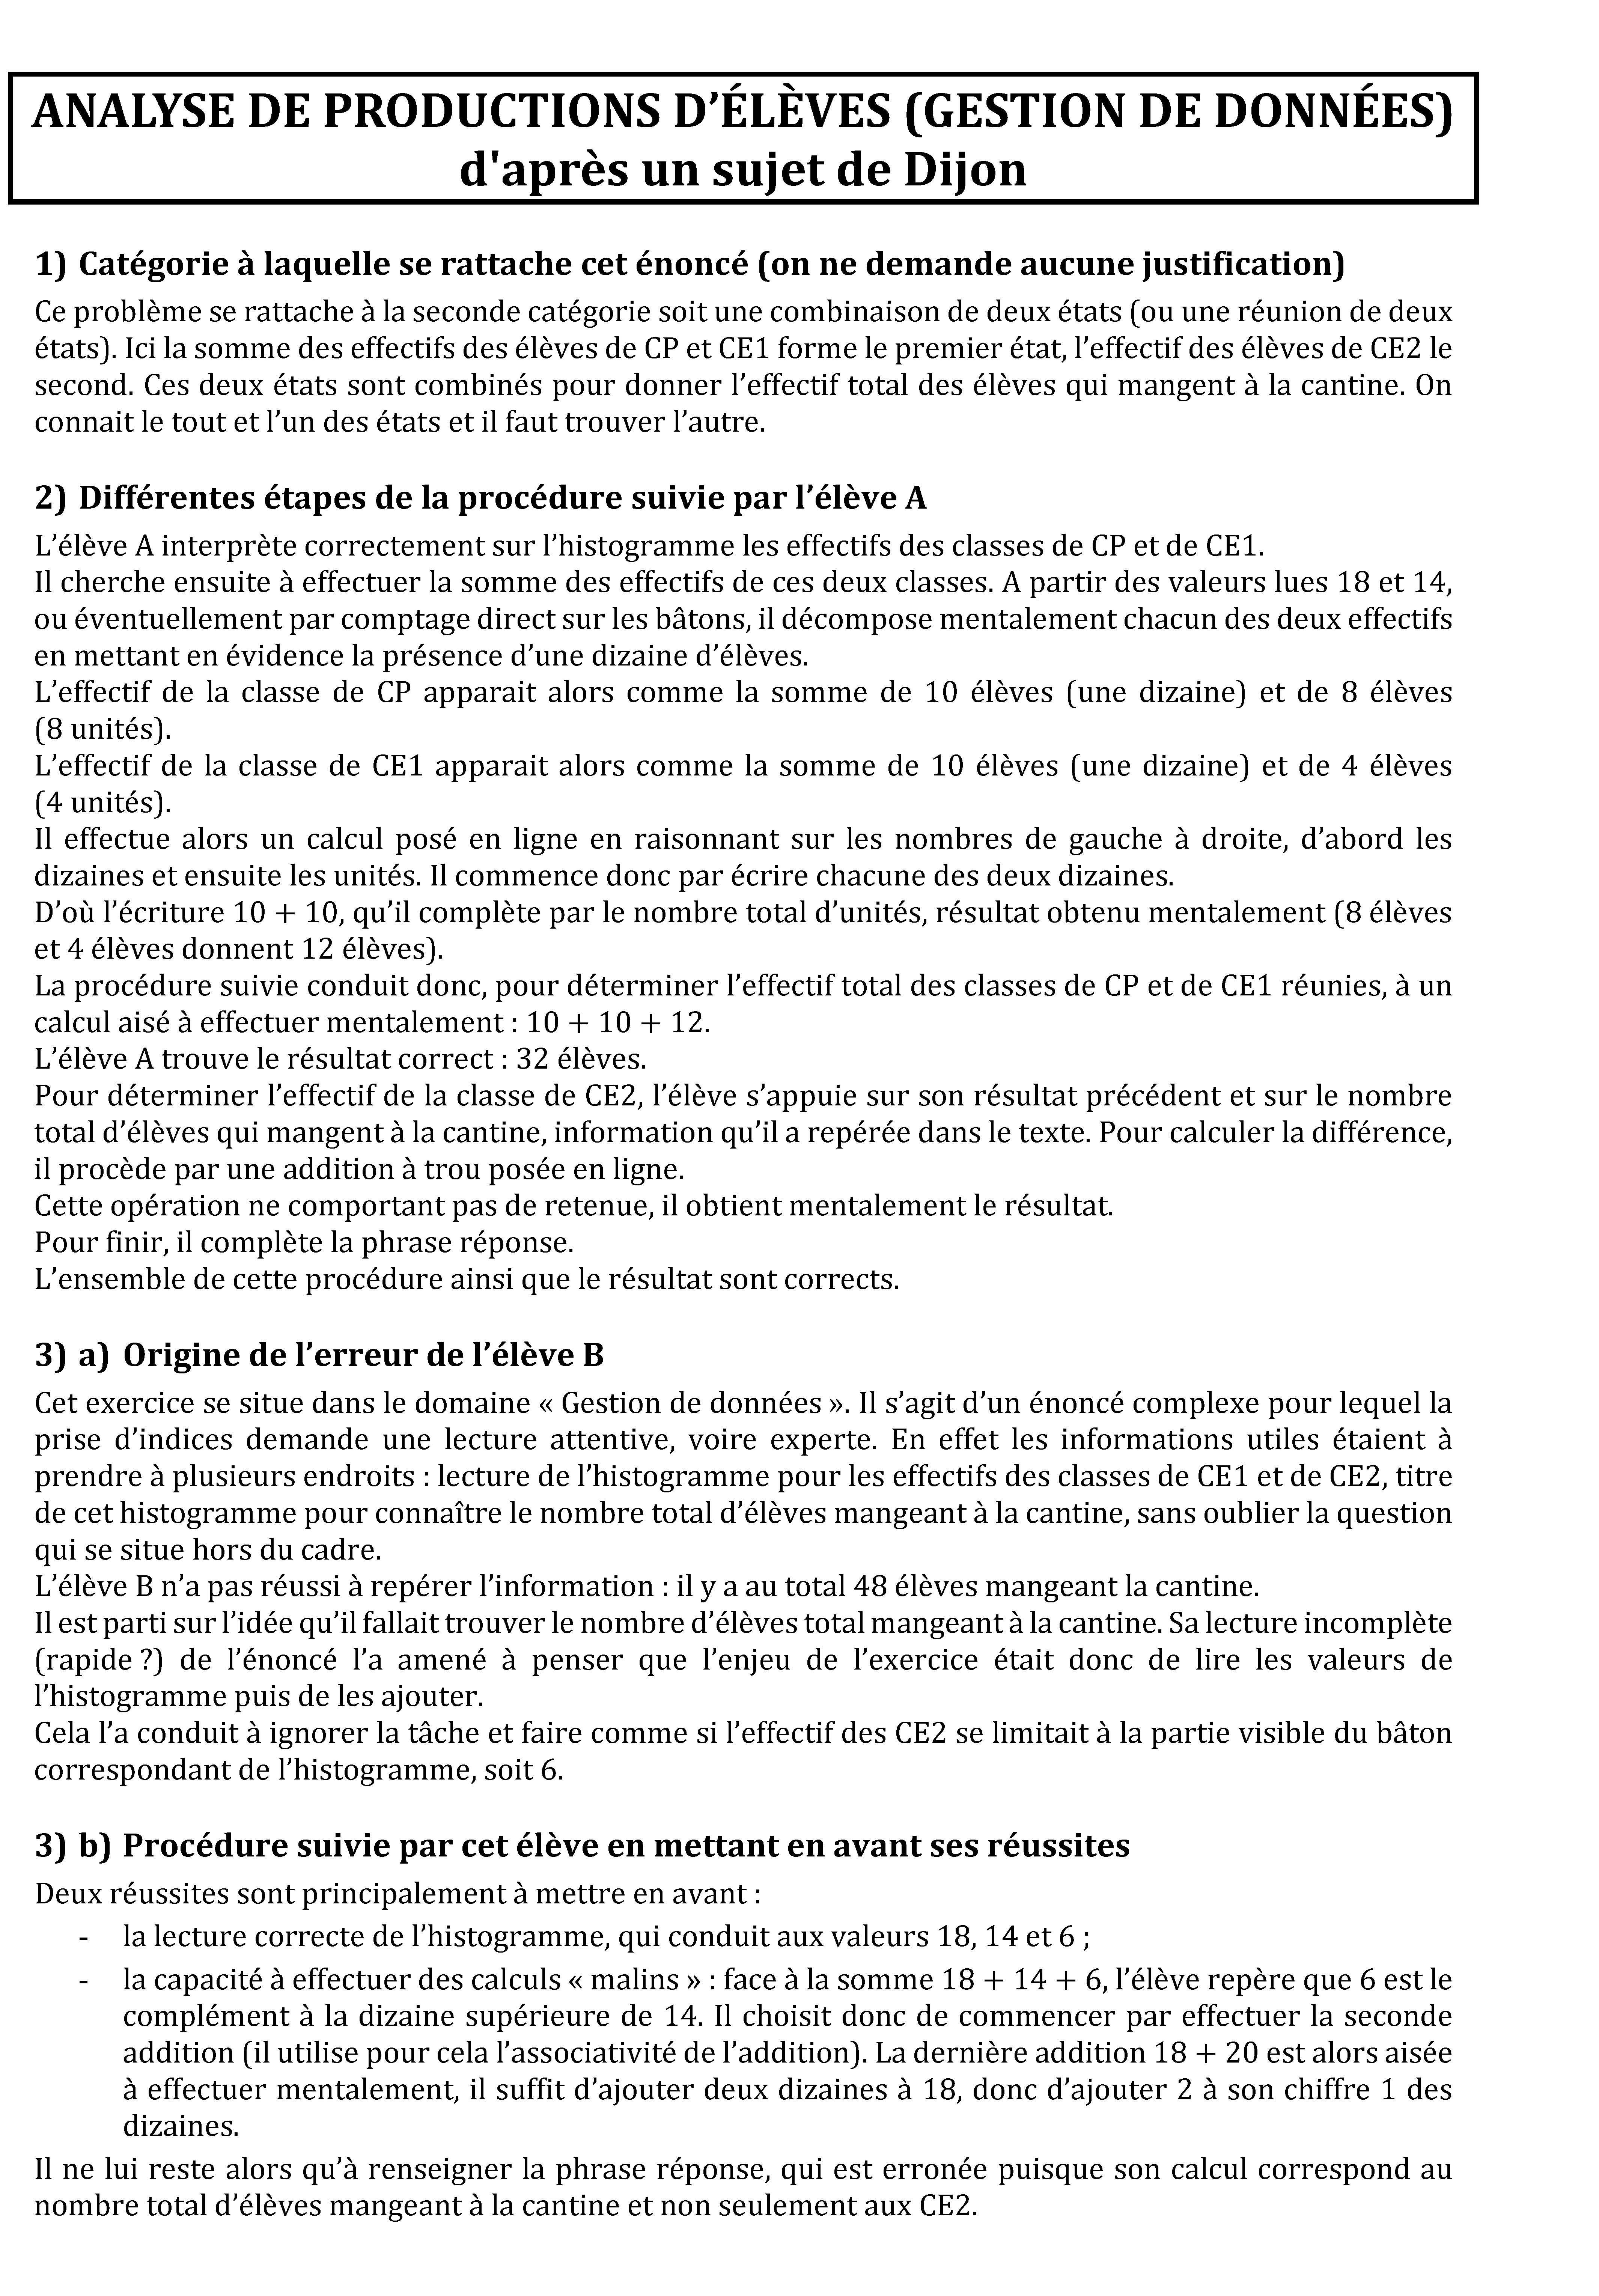 ANALYSE DE PRODUCTIONS D’ÉLÈVES (GESTION DE DONNÉES)
d'après un sujet de Dijon
1) Catégorie à laquelle se rattache cet énoncé (on ne demande aucune justification)
Ce problème se rattache à la seconde catégorie soit une combinaison de deux états (ou une réunion de deux
états). Ici la somme des effectifs des élèves de CP et CE1 forme le premier état, l’effectif des élèves de CE2 le
second. Ces deux états sont combinés pour donner l’effectif total des élèves qui mangent à la cantine. On
connait le tout et l’un des états et il faut trouver l’autre.
2) Différentes étapes de la procédure suivie par l’élève A
L’élève A interprète correctement sur l’histogramme les effectifs des classes de CP et de CE1.
Il cherche ensuite à effectuer la somme des effectifs de ces deux classes. A partir des valeurs lues 18 et 14,
ou éventuellement par comptage direct sur les bâtons, il décompose mentalement chacun des deux effectifs
en mettant en évidence la présence d’une dizaine d’élèves.
L’effectif de la classe de CP apparait alors comme la somme de 10 élèves (une dizaine) et de 8 élèves
(8 unités).
L’effectif de la classe de CE1 apparait alors comme la somme de 10 élèves (une dizaine) et de 4 élèves
(4 unités).
Il effectue alors un calcul posé en ligne en raisonnant sur les nombres de gauche à droite, d’abord les
dizaines et ensuite les unités. Il commence donc par écrire chacune des deux dizaines.
D’où l’écriture 10 + 10, qu’il complète par le nombre total d’unités, résultat obtenu mentalement (8 élèves
et 4 élèves donnent 12 élèves).
La procédure suivie conduit donc, pour déterminer l’effectif total des classes de CP et de CE1 réunies, à un
calcul aisé à effectuer mentalement : 10 + 10 + 12.
L’élève A trouve le résultat correct : 32 élèves.
Pour déterminer l’effectif de la classe de CE2, l’élève s’appuie sur son résultat précédent et sur le nombre
total d’élèves qui mangent à la cantine, information qu’il a repérée dans le texte. Pour calculer la différence,
il procède par une addition à trou posée en ligne.
Cette opération ne comportant pas de retenue, il obtient mentalement le résultat.
Pour finir, il complète la phrase réponse.
L’ensemble de cette procédure ainsi que le résultat sont corrects.
3) a) Origine de l’erreur de l’élève B
Cet exercice se situe dans le domaine « Gestion de données ». Il s’agit d’un énoncé complexe pour lequel la
prise d’indices demande une lecture attentive, voire experte. En effet les informations utiles étaient à
prendre à plusieurs endroits : lecture de l’histogramme pour les effectifs des classes de CE1 et de CE2, titre
de cet histogramme pour connaître le nombre total d’élèves mangeant à la cantine, sans oublier la question
qui se situe hors du cadre.
L’élève B n’a pas réussi à repérer l’information : il y a au total 48 élèves mangeant la cantine.
Il est parti sur l’idée qu’il fallait trouver le nombre d’élèves total mangeant à la cantine. Sa lecture incomplète
(rapide ?) de l’énoncé l’a amené à penser que l’enjeu de l’exercice était donc de lire les valeurs de
l’histogramme puis de les ajouter.
Cela l’a conduit à ignorer la tâche et faire comme si l’effectif des CE2 se limitait à la partie visible du bâton
correspondant de l’histogramme, soit 6.
3) b) Procédure suivie par cet élève en mettant en avant ses réussites
Deux réussites sont principalement à mettre en avant :
- la lecture correcte de l’histogramme, qui conduit aux valeurs 18, 14 et 6 ;
- la capacité à effectuer des calculs « malins » : face à la somme 18 + 14 + 6, l’élève repère que 6 est le
complément à la dizaine supérieure de 14. Il choisit donc de commencer par effectuer la seconde
addition (il utilise pour cela l’associativité de l’addition). La dernière addition 18 + 20 est alors aisée
à effectuer mentalement, il suffit d’ajouter deux dizaines à 18, donc d’ajouter 2 à son chiffre 1 des
dizaines.
Il ne lui reste alors qu’à renseigner la phrase réponse, qui est erronée puisque son calcul correspond au
nombre total d’élèves mangeant à la cantine et non seulement aux CE2.